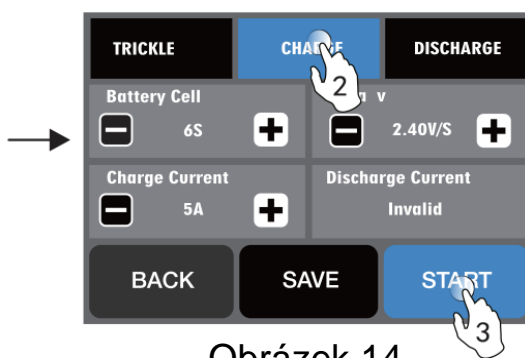 TRICKLE CHARGE DISCHARGE
2
Battery Cell
6S 2.40V/S
Charge Current Discharge Current
5A Invalid
BACK SAVE START
3
Obrázek 14